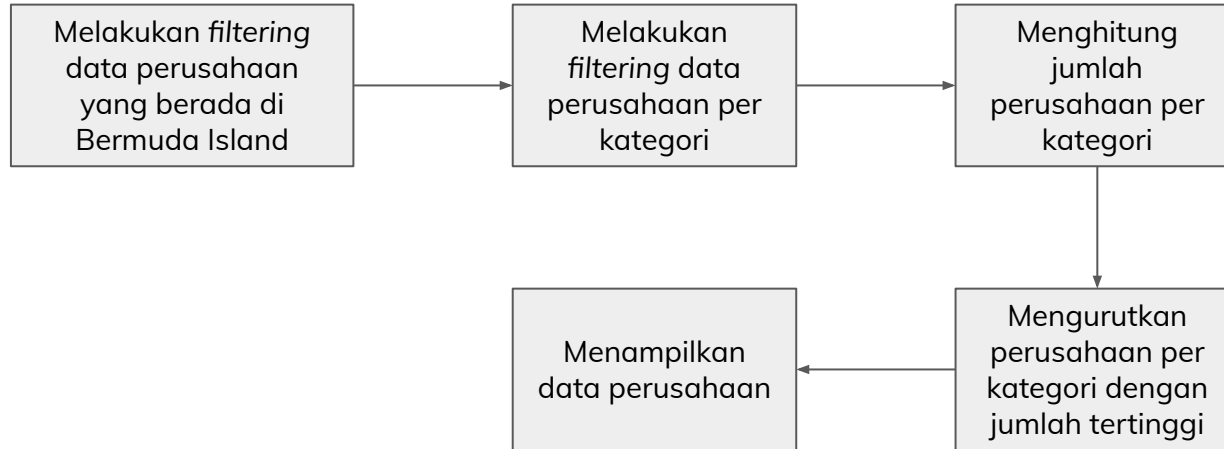 Melakukan filtering
data perusahaan
yang berada di
Bermuda Island
Melakukan
filtering data
perusahaan per
kategori
Menghitung
jumlah
perusahaan per
kategori
Mengurutkan
perusahaan per
kategori dengan
jumlah tertinggi
Menampilkan
data perusahaan